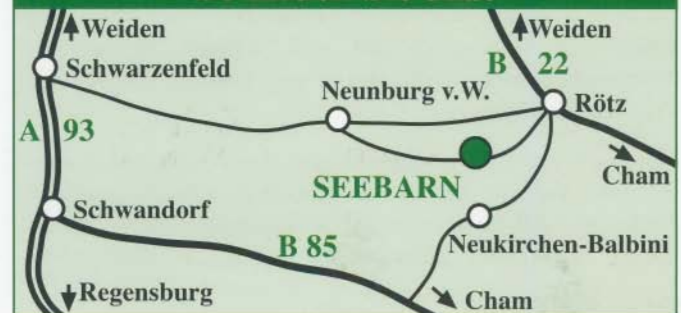 Weiden
Weiden
B 22
Schwarzenfeld
Neunburg v.W.
Rötz
A 93
Cham
SEEBARN
Schwandorf
Neukirchen-Balbini
B 85
Regensburg
Cham